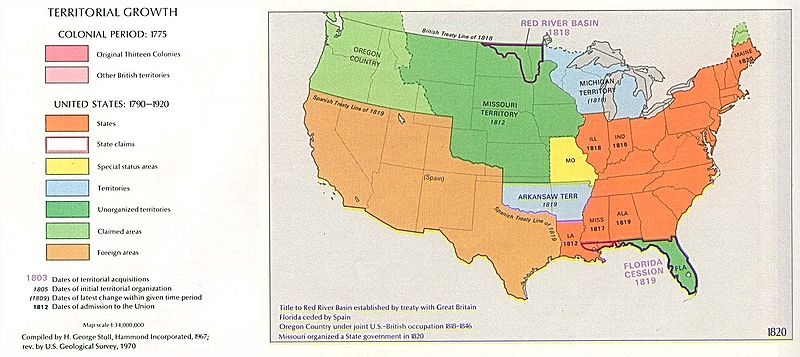 TERRITORIAL GROWTH
COLONIAL PERIOD: 1775
Original Thirteen Colonies
Other British territories
UNITED STATES: 1790–1920
States
State claims
Special status areas
Territories
Unorganized territories
Claimed areas
Foreign areas
1803 Dates of territorial acquisitions
1805 Dates of initial territorial organization
(1809) Dates of latest change within given time period
1812 Dates of admission to the Union
Map scale 1:34,000,000
Compiled by H. George Stoll, Hammond Incorporated, 1967;
rev. by U.S. Geological Survey, 1970
RED RIVER BASIN
1818
British Treaty Line of 1818
OREGON
COUNTRY
MAINE
1820
MICHIGAN
TERRITORY
(1818)
MISSOURI
TERRITORY
1812
Spanish Treaty Line of 1819
ILL
1818
IND
1816
MO
(Spain)
ARKANSAW TERR
1819
Spanish Treaty Line of 1819
MISS
1817
ALA
1819
LA
1812
FLORIDA
CESSION
1819
FLA
Title to Red River Basin established by treaty with Great Britain
Florida ceded by Spain
Oregon Country under joint U.S.–British occupation 1818–1846
Missouri organized a State government in 1820
1820